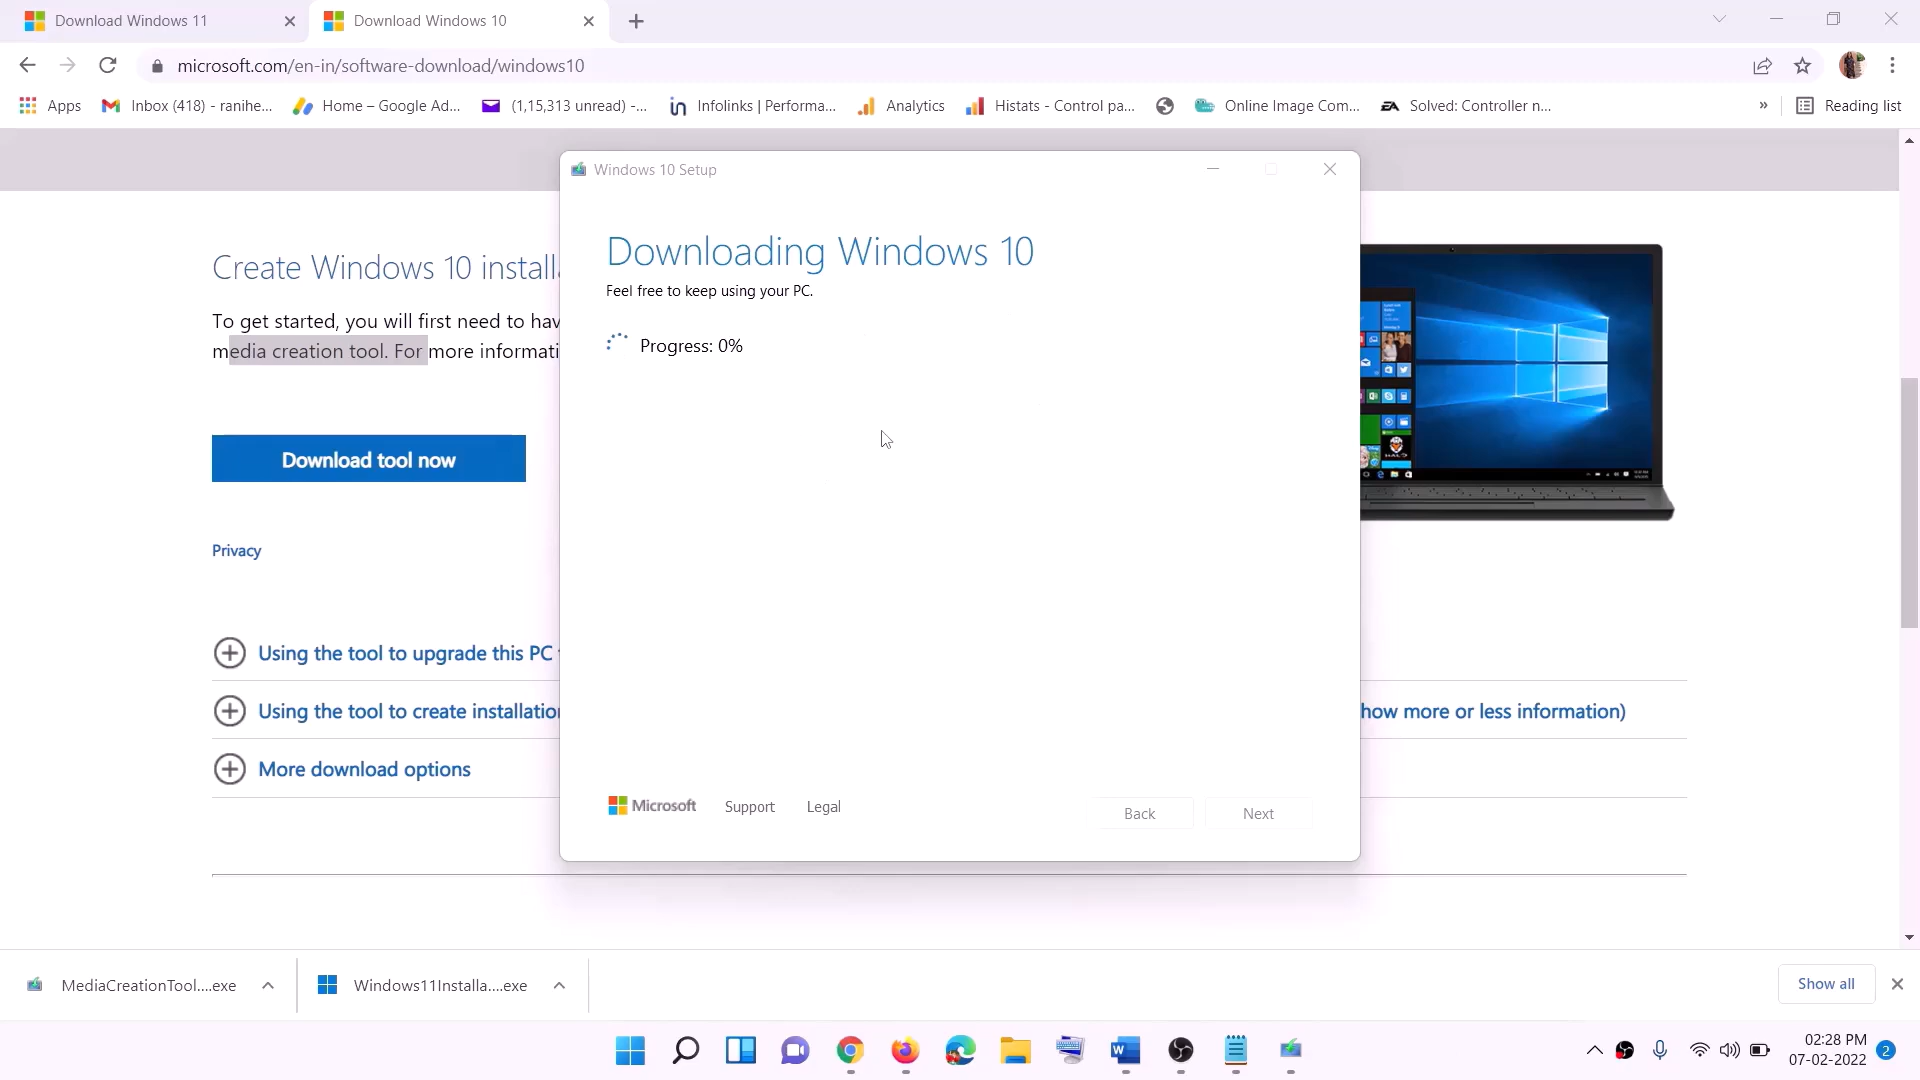 Download Windows 11
Download Windows 10
microsoft.com/en-in/software-download/windows10
Apps
Inbox (418) - ranihe...
Home – Google Ad...
(1,15,313 unread) -...
Infolinks | Performa...
Analytics
Histats - Control pa...
Online Image Com...
Solved: Controller n...
»
Reading list
Windows 10 Setup
Downloading Windows 10
Feel free to keep using your PC.
Progress: 0%
Create Windows 10 install
To get started, you will first need to hav
media creation tool. For more informati
Download tool now
Privacy
Using the tool to upgrade this PC
Using the tool to create installation
how more or less information)
More download options
Microsoft
Support
Legal
Back
Next
MediaCreationTool....exe
Windows11Installa....exe
Show all
02:28 PM
07-02-2022
2